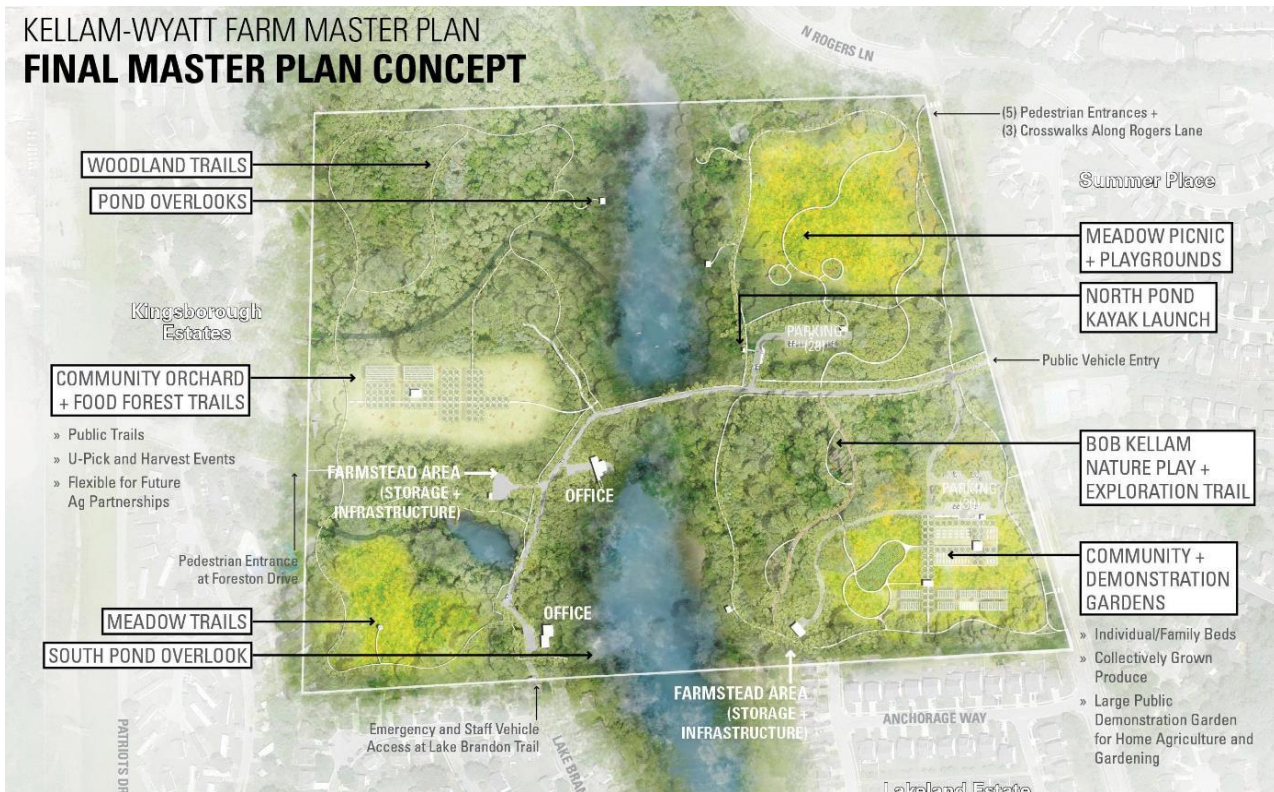 KELLAM-WYATT FARM MASTER PLAN
FINAL MASTER PLAN CONCEPT
N ROGERS LN
(5) Pedestrian Entrances +
(3) Crosswalks Along Rogers Lane
WOODLAND TRAILS
POND OVERLOOKS
Summer Place
MEADOW PICNIC
+ PLAYGROUNDS
NORTH POND
KAYAK LAUNCH
Kingsborough
Estates
PARKING
Public Vehicle Entry
COMMUNITY ORCHARD
+ FOOD FOREST TRAILS
» Public Trails
» U-Pick and Harvest Events
» Flexible for Future
Ag Partnerships
FARMSTEAD AREA
(STORAGE +
INFRASTRUCTURE)
OFFICE
BOB KELLAM
NATURE PLAY +
EXPLORATION TRAIL
PARKING
Pedestrian Entrance
at Foreston Drive
COMMUNITY +
DEMONSTRATION
GARDENS
» Individual/Family Beds
» Collectively Grown
Produce
» Large Public
Demonstration Garden
for Home Agriculture and
Gardening
MEADOW TRAILS
OFFICE
SOUTH POND OVERLOOK
FARMSTEAD AREA
(STORAGE +
INFRASTRUCTURE)
Emergency and Staff Vehicle
Access at Lake Brandon Trail
ANCHORAGE WAY
PATRIOTS DR
LAKE BRAN
Lakeland Estate